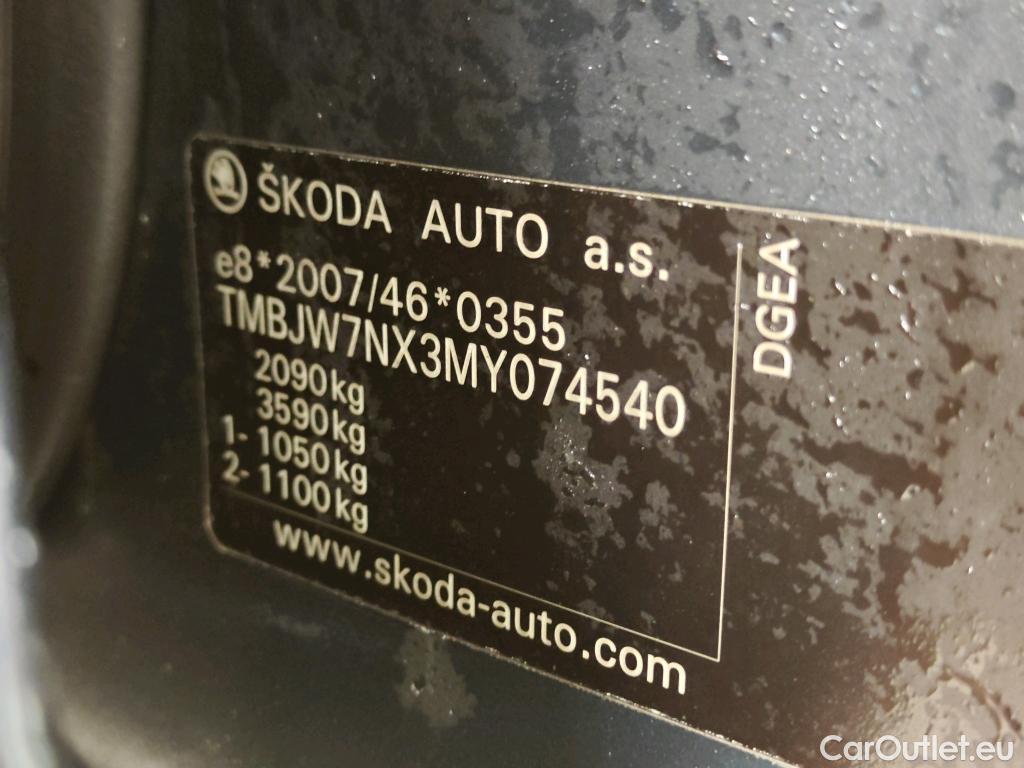 ŠKODA AUTO a.s.
e8*2007/46*0355
TMBJW7NX3MY074540
2090kg
3590kg
1- 1050kg
2- 1100kg
www.skoda-auto.com
DGEA
CarOutlet.eu